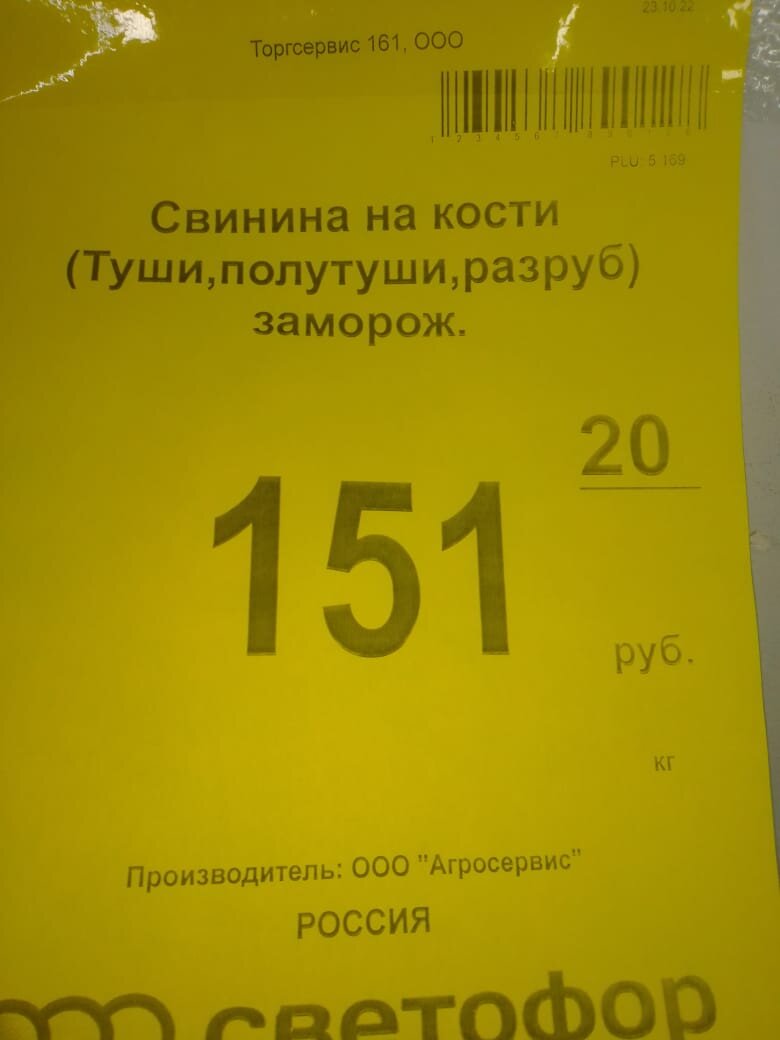 23.10.22
Торгсервис 161, ООО
PLU: 5 169
Свинина на кости
(Туши,полутуши,разруб)
заморож.
20
151
руб.
кг
Производитель: ООО "Агросервис"
РОССИЯ
светофор